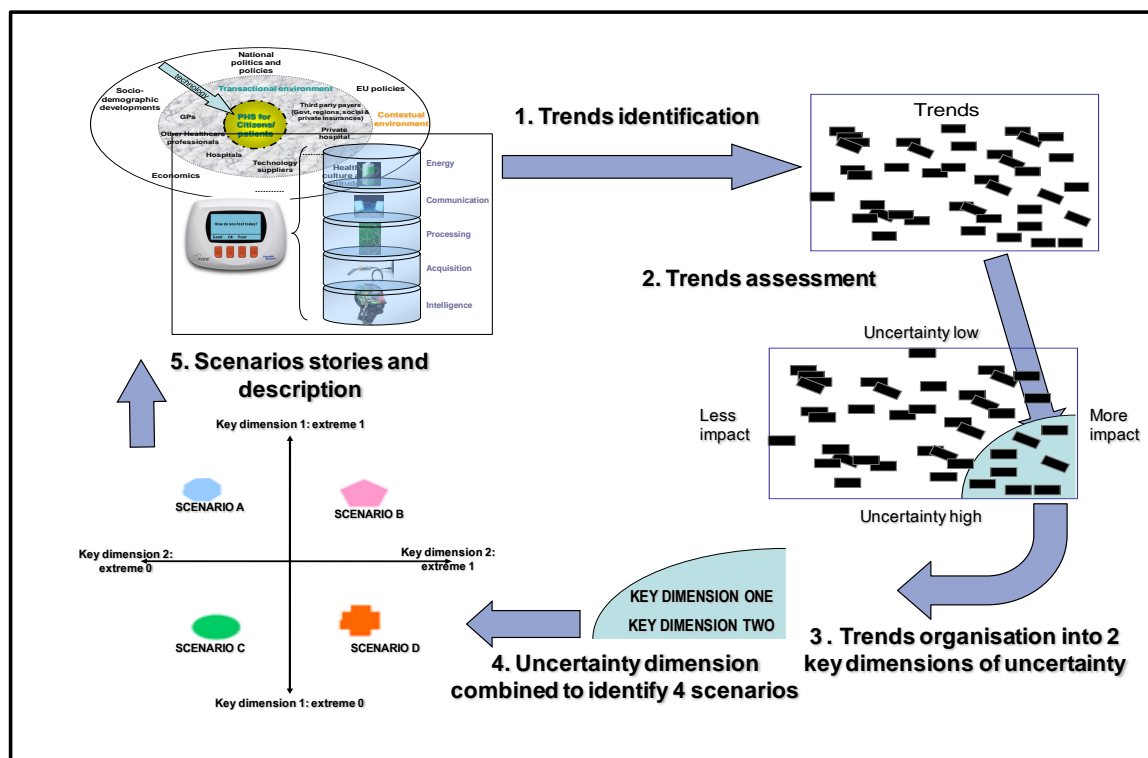 National
politics and
policies
technology
Transactional environment
EU policies
Socio-
demographic
developments
GPs
PHS for
Citizens/
patients
Third party payers
(Govt, regions, social &
private insurances)
Contextual
environment
Other Healthcare
professionals
Private
hospital
Hospitals
Technology
suppliers
Economics
Health
culture
Energy
Communication
Processing
Acquisition
Intelligence
How do you feel today?
Good Ok Poor
1. Trends identification
Trends
2. Trends assessment
Uncertainty low
Less
impact
More
impact
Uncertainty high
3 . Trends organisation into 2
key dimensions of uncertainty
KEY DIMENSION ONE
KEY DIMENSION TWO
4. Uncertainty dimension
combined to identify 4 scenarios
5. Scenarios stories and
description
Key dimension 1: extreme 1
SCENARIO A
SCENARIO B
Key dimension 2:
extreme 0
Key dimension 2:
extreme 1
SCENARIO C
SCENARIO D
Key dimension 1: extreme 0